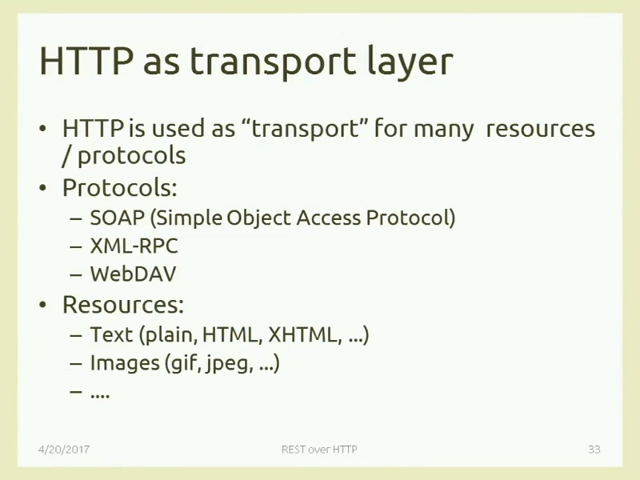 HTTP as transport layer
• HTTP is used as “transport” for many resources
/ protocols
• Protocols:
– SOAP (Simple Object Access Protocol)
– XML-RPC
– WebDAV
• Resources:
– Text (plain, HTML, XHTML, ...)
– Images (gif, jpeg, ...)
– ....
4/20/2017 REST over HTTP 33